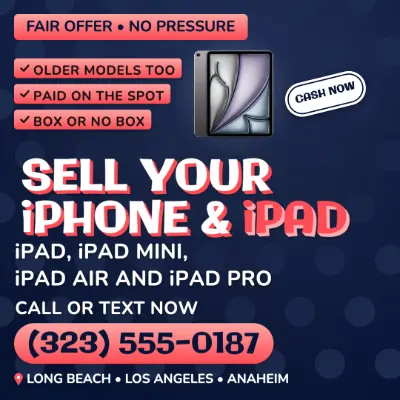 FAIR OFFER • NO PRESSURE
✓ OLDER MODELS TOO
✓ PAID ON THE SPOT
✓ BOX OR NO BOX
CASH NOW
SELL YOUR
iPHONE & iPAD
iPAD, iPAD MINI,
iPAD AIR AND iPAD PRO
CALL OR TEXT NOW
(323) 555-0187
LONG BEACH • LOS ANGELES • ANAHEIM